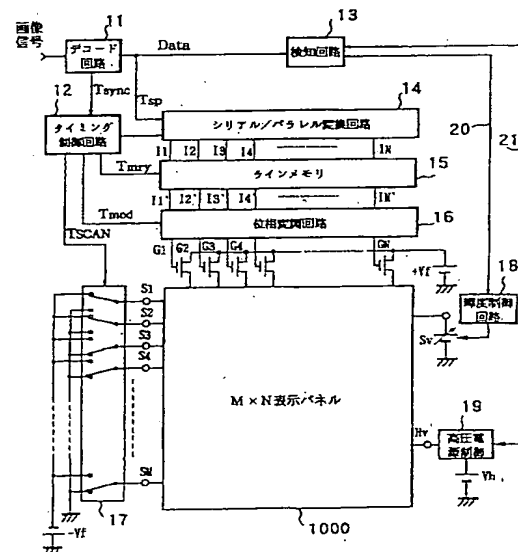 画像
信号
11
デコード
回路
Data
13
検知回路
12
Tsync
Tsp
14
タイミング
制御回路
シリアル/パラレル変換回路
20
21
Tmry
I1 I2 I3 I4 IN
ラインメモリ
15
I1' I2' I3' I4 IN'
Tmod
TSCAN
位相変調回路
16
G1 G2 G3 G4 GN
+Vf
18
輝度制御
回路
S1
S2
S3
S4
Sv
M×N表示パネル
19
Hv
高圧電
源制御
Vh
SM
17
-Vf
1000